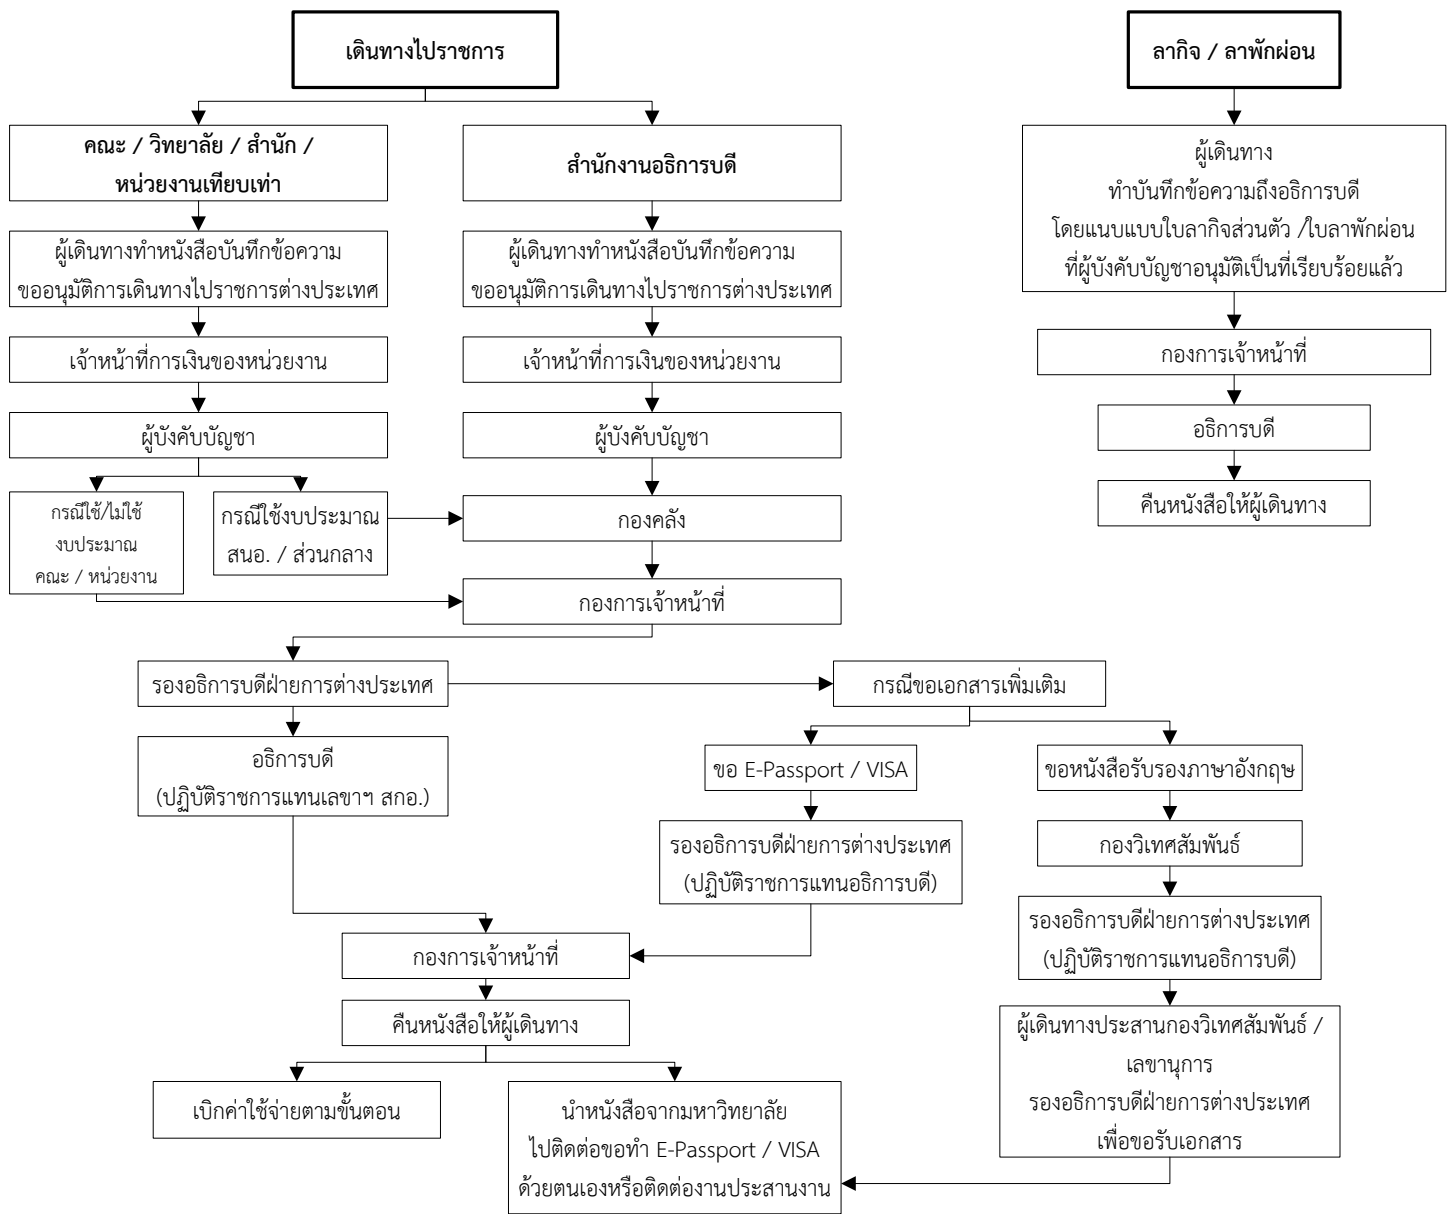 เดินทางไปราชการ
ลากิจ / ลาพักผ่อน
คณะ / วิทยาลัย / สำนัก /
หน่วยงานเทียบเท่า
สำนักงานอธิการบดี
ผู้เดินทาง
ทำบันทึกข้อความถึงอธิการบดี
โดยแนบแบบใบลากิจส่วนตัว /ใบลาพักผ่อน
ที่ผู้บังคับบัญชาอนุมัติเป็นที่เรียบร้อยแล้ว
ผู้เดินทางทำหนังสือบันทึกข้อความ
ขออนุมัติการเดินทางไปราชการต่างประเทศ
ผู้เดินทางทำหนังสือบันทึกข้อความ
ขออนุมัติการเดินทางไปราชการต่างประเทศ
เจ้าหน้าที่การเงินของหน่วยงาน
เจ้าหน้าที่การเงินของหน่วยงาน
กองการเจ้าหน้าที่
ผู้บังคับบัญชา
ผู้บังคับบัญชา
อธิการบดี
กรณีใช้/ไม่ใช้
งบประมาณ
คณะ / หน่วยงาน
กรณีใช้งบประมาณ
สนอ. / ส่วนกลาง
กองคลัง
คืนหนังสือให้ผู้เดินทาง
กองการเจ้าหน้าที่
รองอธิการบดีฝ่ายการต่างประเทศ
กรณีขอเอกสารเพิ่มเติม
อธิการบดี
(ปฏิบัติราชการแทนเลขาฯ สกอ.)
ขอ E-Passport / VISA
ขอหนังสือรับรองภาษาอังกฤษ
รองอธิการบดีฝ่ายการต่างประเทศ
(ปฏิบัติราชการแทนอธิการบดี)
กองวิเทศสัมพันธ์
รองอธิการบดีฝ่ายการต่างประเทศ
(ปฏิบัติราชการแทนอธิการบดี)
กองการเจ้าหน้าที่
คืนหนังสือให้ผู้เดินทาง
ผู้เดินทางประสานกองวิเทศสัมพันธ์ /
เลขานุการ
รองอธิการบดีฝ่ายการต่างประเทศ
เพื่อขอรับเอกสาร
เบิกค่าใช้จ่ายตามขั้นตอน
นำหนังสือจากมหาวิทยาลัย
ไปติดต่อขอทำ E-Passport / VISA
ด้วยตนเองหรือติดต่องานประสานงาน